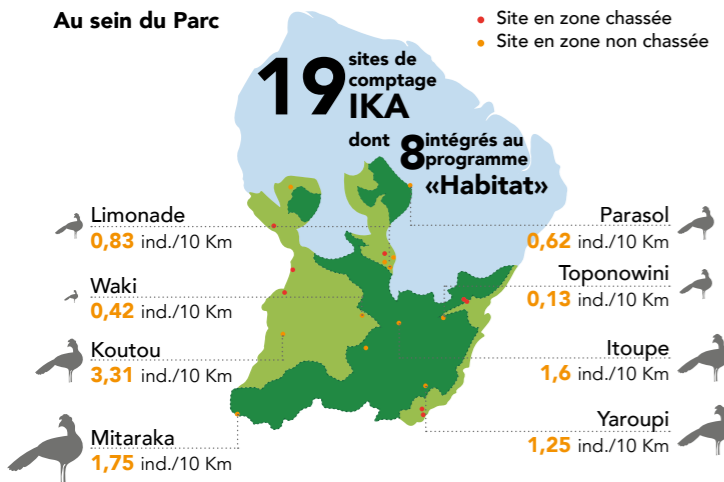 Au sein du Parc
• Site en zone chassée
• Site en zone non chassée
19 sites de
comptage
IKA
dont 8 intégrés au
programme
«Habitat»
Limonade
0,83 ind./10 Km
Waki
0,42 ind./10 Km
Koutou
3,31 ind./10 Km
Mitaraka
1,75 ind./10 Km
Parasol
0,62 ind./10 Km
Toponowini
0,13 ind./10 Km
Itoupe
1,6 ind./10 Km
Yaroupi
1,25 ind./10 Km